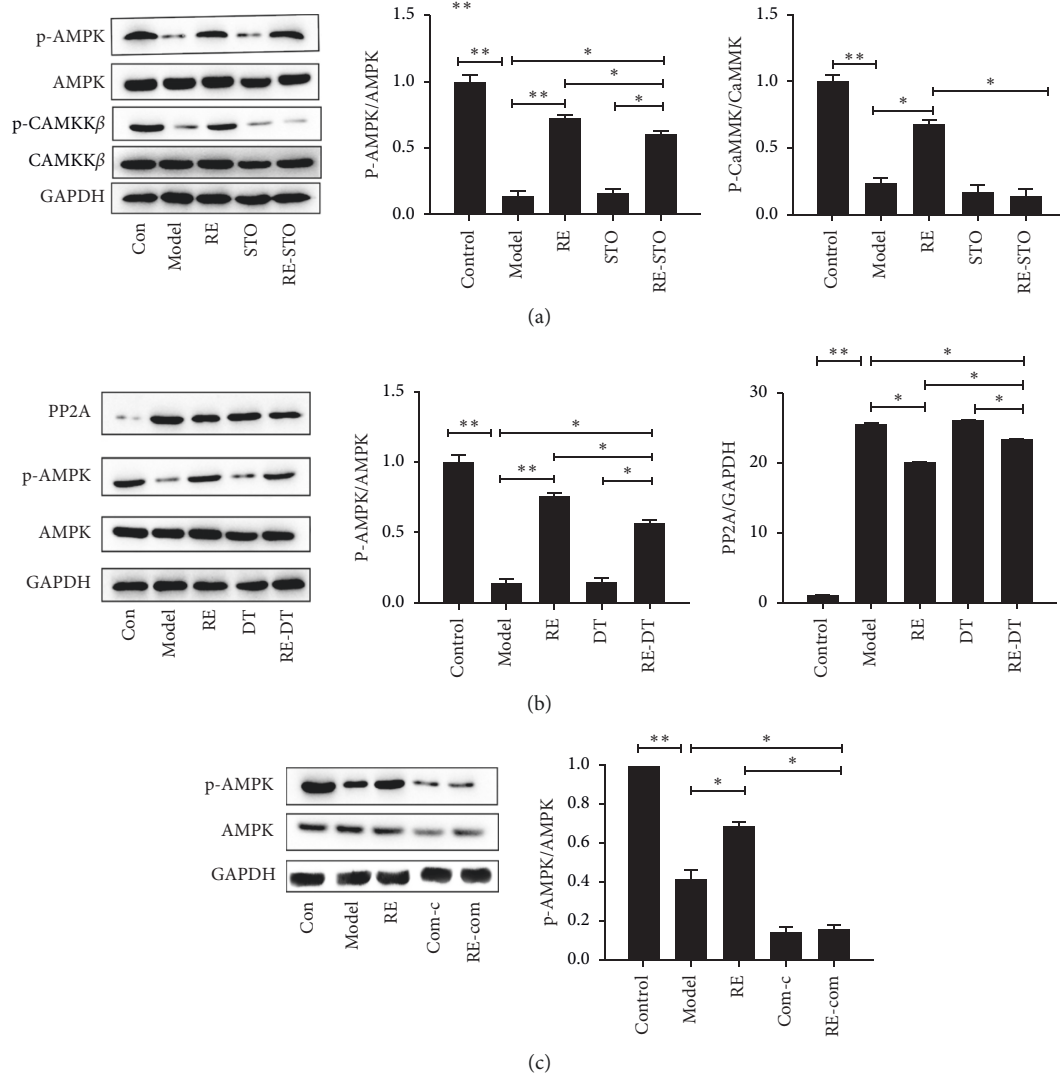 p-AMPK
AMPK
p-CAMKKβ
CAMKKβ
GAPDH
Con
Model
RE
STO
RE-STO
**
P-AMPK/AMPK
1.5
1.0
0.5
0.0
**
*
*
**
*
Control
Model
RE
STO
RE-STO
P-CaMMK/CaMMK
1.5
1.0
0.5
0.0
**
*
*
Control
Model
RE
STO
RE-STO
(a)
PP2A
p-AMPK
AMPK
GAPDH
Con
Model
RE
DT
RE-DT
P-AMPK/AMPK
1.5
1.0
0.5
0.0
**
*
*
**
*
Control
Model
RE
DT
RE-DT
PP2A/GAPDH
30
20
10
0
**
*
*
*
*
Control
Model
RE
DT
RE-DT
(b)
p-AMPK
AMPK
GAPDH
Con
Model
RE
Com-c
RE-com
p-AMPK/AMPK
1.0
0.8
0.6
0.4
0.2
0.0
**
*
*
*
Control
Model
RE
Com-c
RE-com
(c)